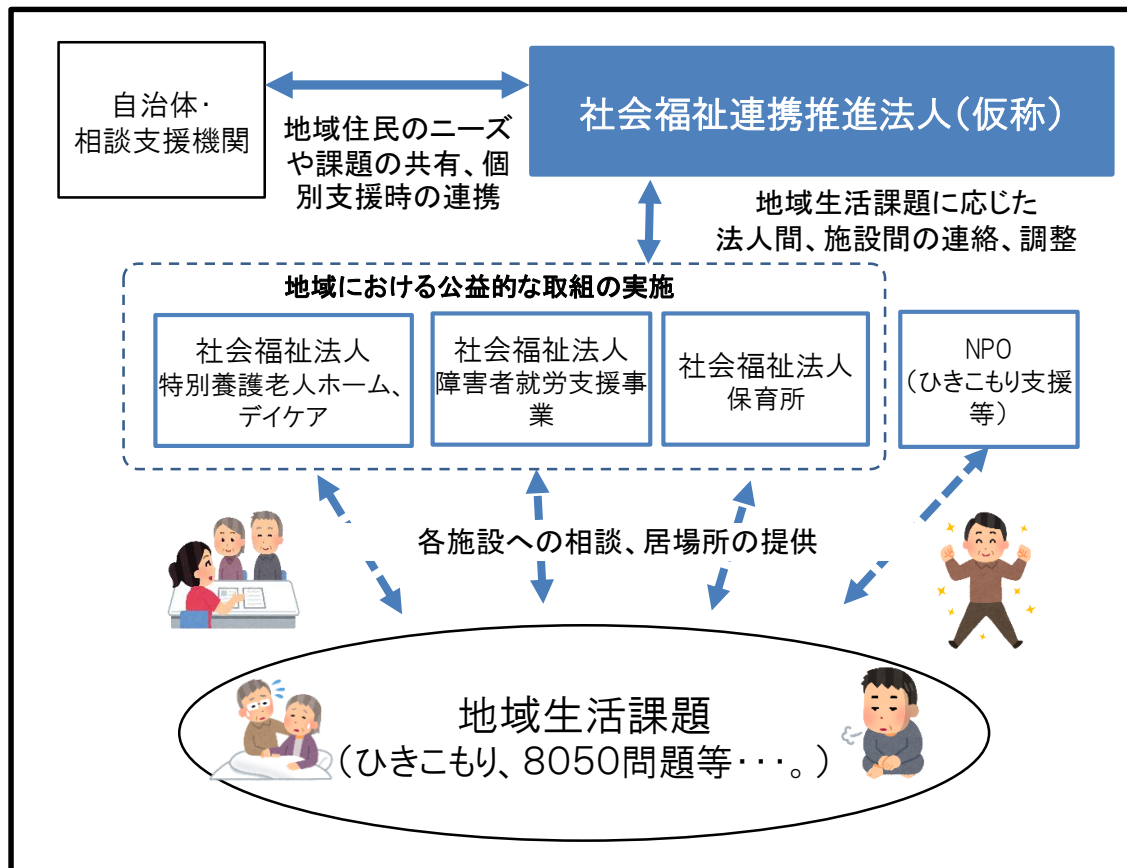 自治体・
相談支援機関
社会福祉連携推進法人(仮称)
地域住民のニーズ
や課題の共有、個
別支援時の連携
地域生活課題に応じた
法人間、施設間の連絡、調整
地域における公益的な取組の実施
社会福祉法人
特別養護老人ホーム、
デイケア
社会福祉法人
障害者就労支援事
業
社会福祉法人
保育所
NPO
(ひきこもり支援
等)
各施設への相談、居場所の提供
地域生活課題
(ひきこもり、8050問題等・・・。)